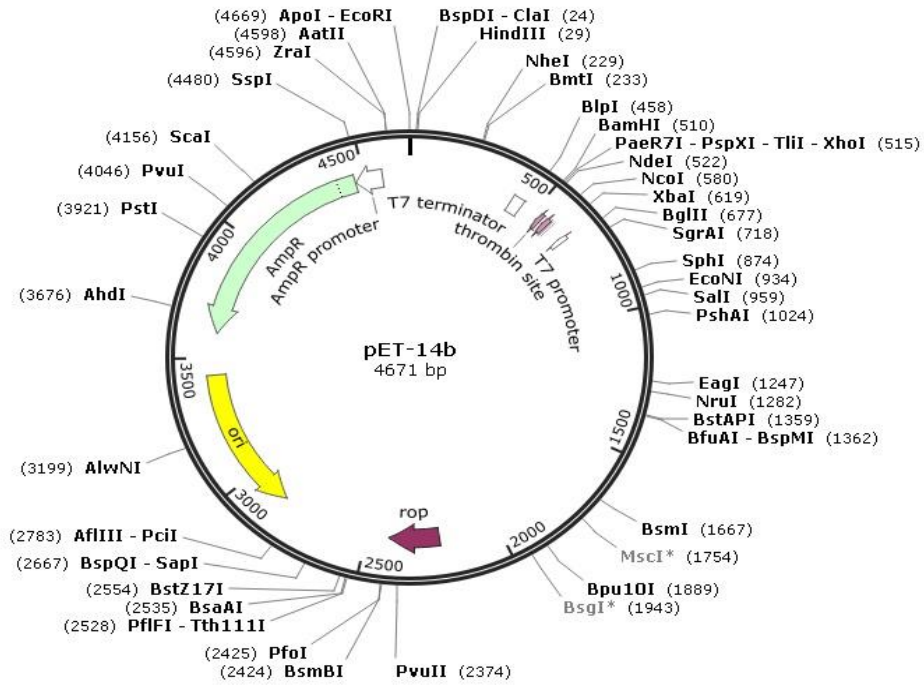 (4669) ApoI - EcoRI
(4598) AatII
(4596) ZraI
(4480) SspI
(4156) ScaI
(4046) PvuI
(3921) PstI
(3676) AhdI
(3199) AlwNI
(2783) AflIII - PciI
(2667) BspQI - SapI
(2554) BstZ17I
(2535) BsaAI
(2528) PflFI - Tth111I
(2425) PfoI
(2424) BsmBI
PvuII (2374)
BspDI - ClaI (24)
HindIII (29)
NheI (229)
BmtI (233)
BlpI (458)
BamHI (510)
PaeR7I - PspXI - TliI - XhoI (515)
NdeI (522)
NcoI (580)
XbaI (619)
BglII (677)
SgrAI (718)
SphI (874)
EcoNI (934)
SalI (959)
PshAI (1024)
EagI (1247)
NruI (1282)
BstAPI (1359)
BfuAI - BspMI (1362)
BsmI (1667)
MscI* (1754)
Bpu10I (1889)
BsgI* (1943)
500
1000
1500
2000
2500
3000
3500
4000
4500
T7 terminator
thrombin site
T7 promoter
AmpR
AmpR promoter
pET-14b
4671 bp
ori
rop